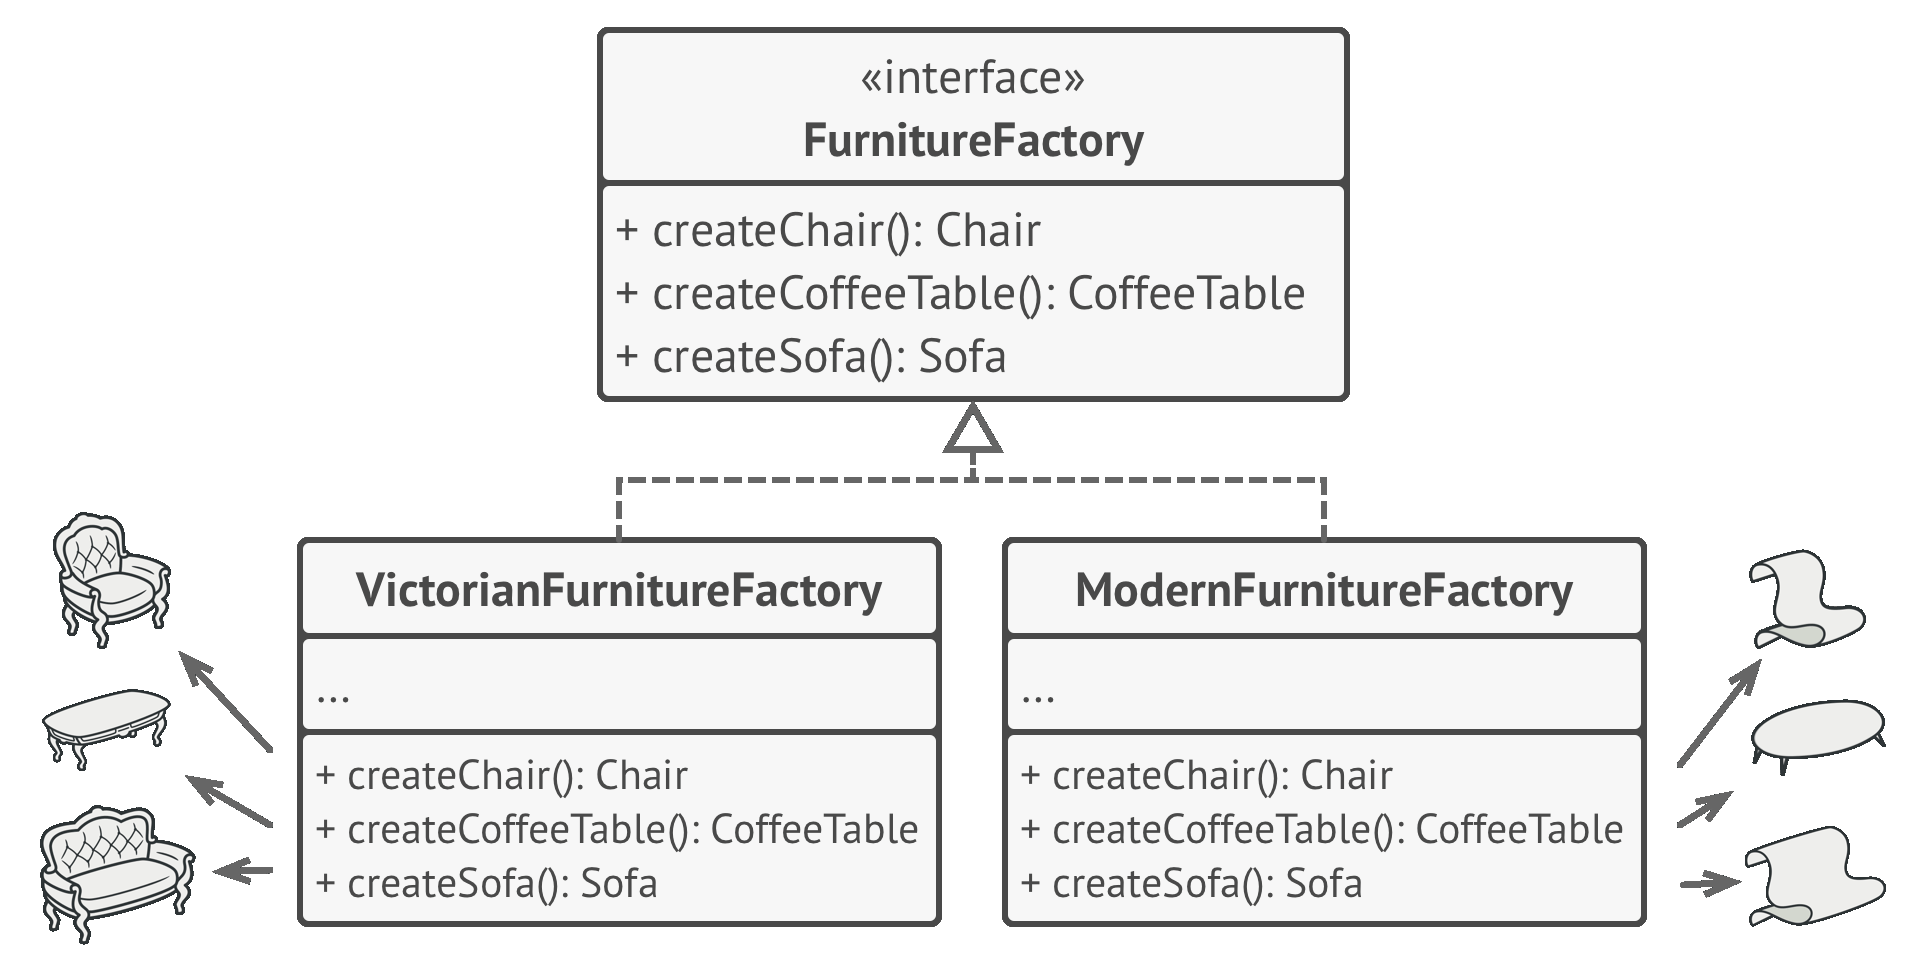 «interface»
FurnitureFactory
+ createChair(): Chair
+ createCoffeeTable(): CoffeeTable
+ createSofa(): Sofa
VictorianFurnitureFactory
...
+ createChair(): Chair
+ createCoffeeTable(): CoffeeTable
+ createSofa(): Sofa
ModernFurnitureFactory
...
+ createChair(): Chair
+ createCoffeeTable(): CoffeeTable
+ createSofa(): Sofa